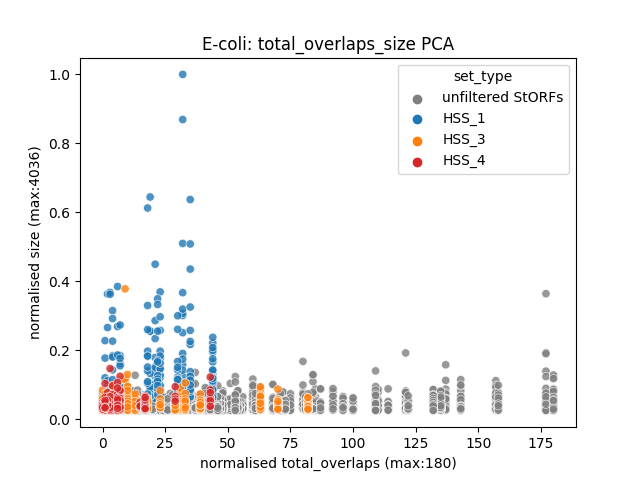 E-coli: total_overlaps_size PCA
normalised size (max:4036)
1.0
0.8
0.6
0.4
0.2
0.0
set_type
unfiltered StORFs
HSS_1
HSS_3
HSS_4
0 25 50 75 100 125 150 175
normalised total_overlaps (max:180)